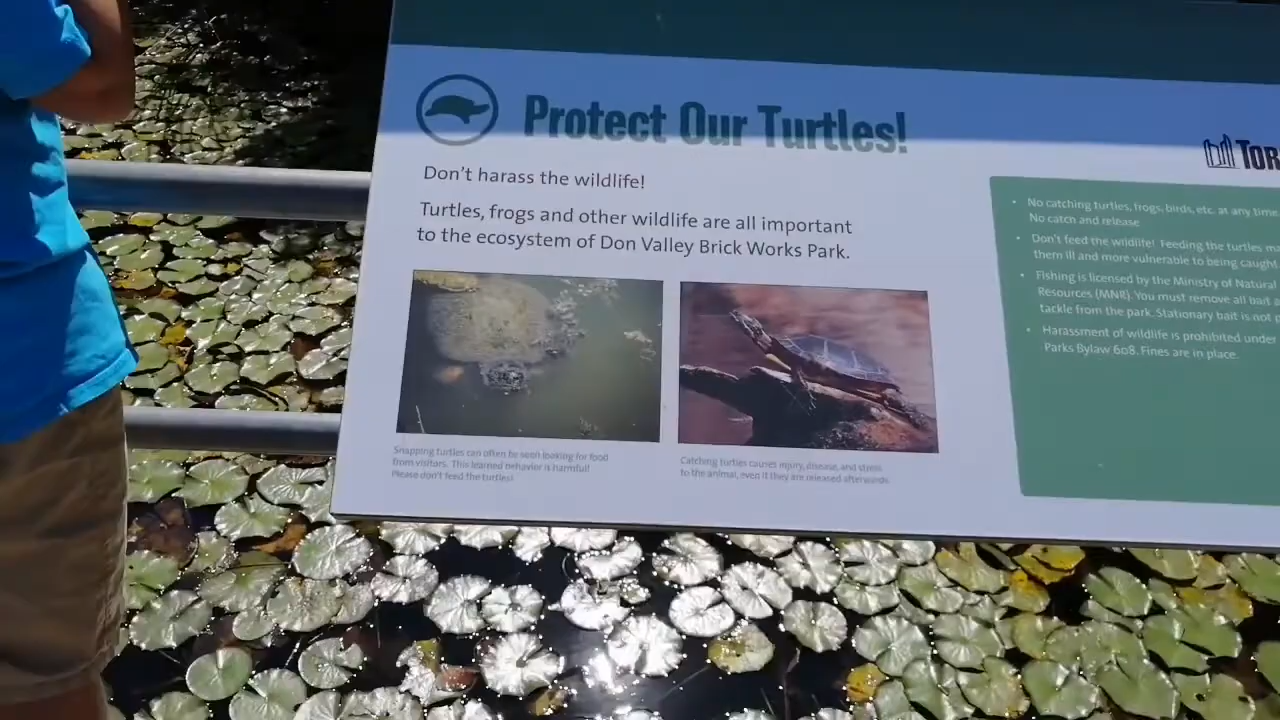 Protect Our Turtles!
Don't harass the wildlife!
Turtles, frogs and other wildlife are all important
to the ecosystem of Don Valley Brick Works Park.
Snapping turtles can often be seen looking for food
from visitors. This learned behavior is harmful!
Please don't feed the turtles!
Catching turtles causes injury, disease, and stress
to the animal, even if they are released afterwards.
TOR
• No catching turtles, frogs, birds, etc. at any time.
No catch and release
• Don't feed the wildlife! Feeding the turtles
them ill and more vulnerable to being caught
• Fishing is licensed by the Ministry of Natural
Resources (MNR). You must remove all bait
tackle from the park. Stationary bait is not
• Harassment of wildlife is prohibited under
Parks Bylaw 608. Fines are in place.